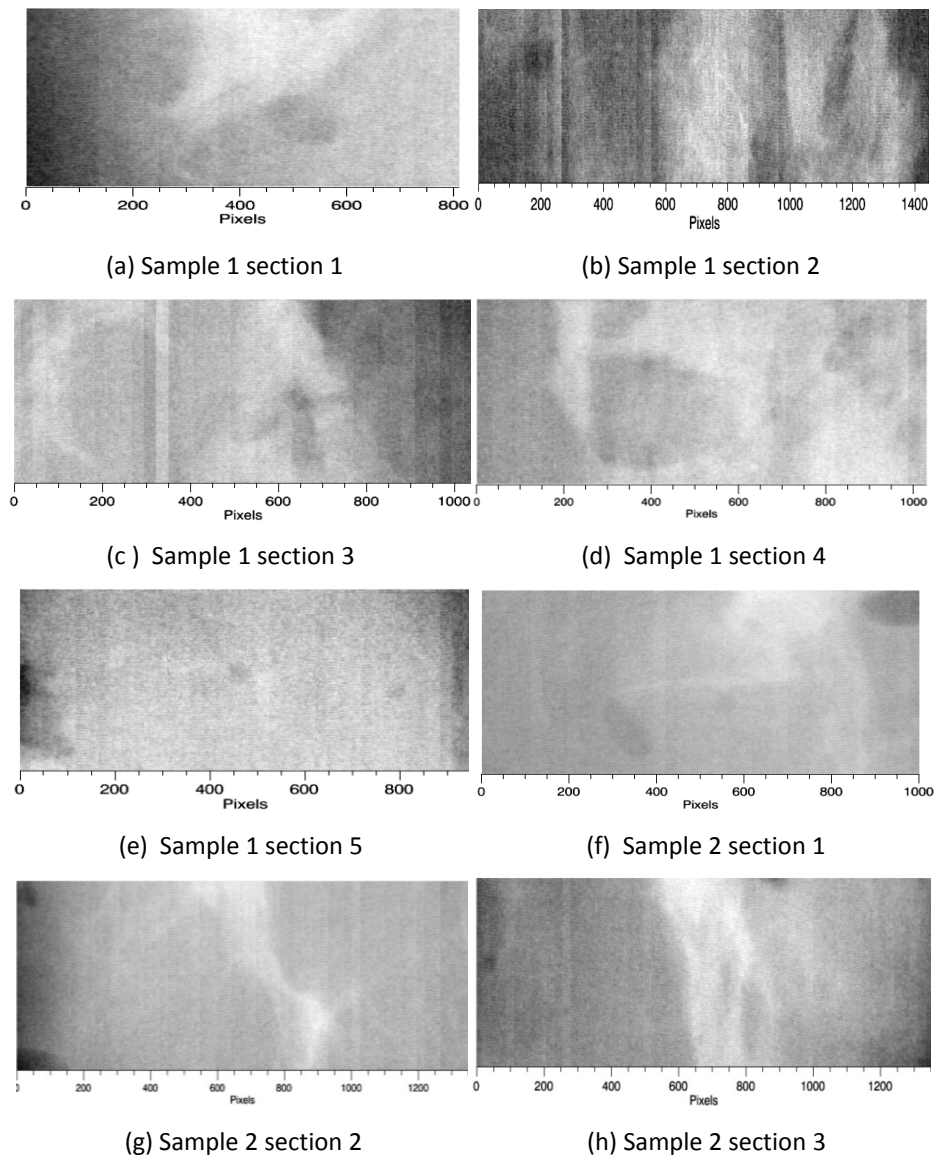 0 200 400 600 800
Pixels
(a) Sample 1 section 1
0 200 400 600 800 1000 1200 1400
Pixels
(b) Sample 1 section 2
0 200 400 600 800 1000
Pixels
(c ) Sample 1 section 3
0 200 400 600 800 1000
Pixels
(d) Sample 1 section 4
0 200 400 600 800
Pixels
(e) Sample 1 section 5
0 200 400 600 800 1000
Pixels
(f) Sample 2 section 1
0 200 400 600 800 1000 1200
Pixels
(g) Sample 2 section 2
0 200 400 600 800 1000 1200
Pixels
(h) Sample 2 section 3